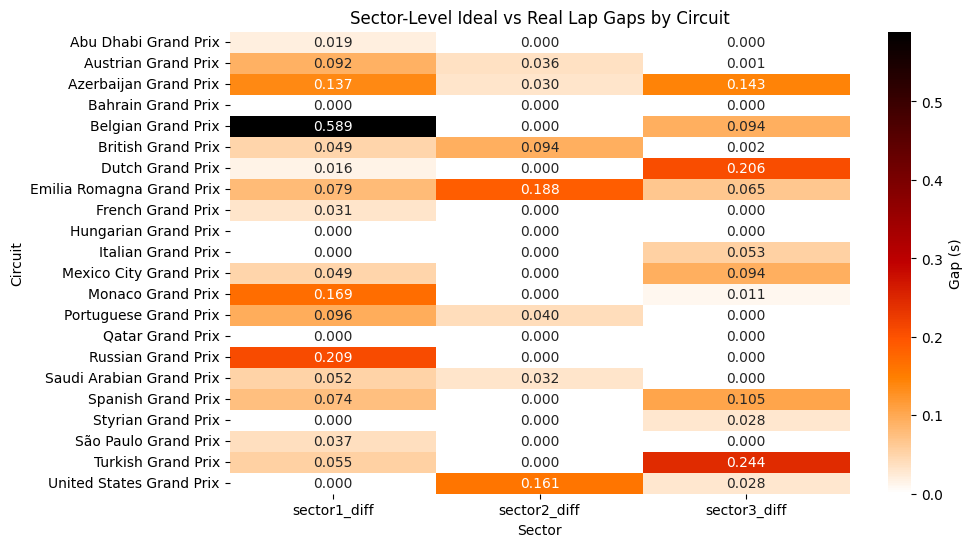 Sector-Level Ideal vs Real Lap Gaps by Circuit
Circuit
Abu Dhabi Grand Prix 0.019 0.000 0.000
Austrian Grand Prix 0.092 0.036 0.001
Azerbaijan Grand Prix 0.137 0.030 0.143
Bahrain Grand Prix 0.000 0.000 0.000
Belgian Grand Prix 0.589 0.000 0.094
British Grand Prix 0.049 0.094 0.002
Dutch Grand Prix 0.016 0.000 0.206
Emilia Romagna Grand Prix 0.079 0.188 0.065
French Grand Prix 0.031 0.000 0.000
Hungarian Grand Prix 0.000 0.000 0.000
Italian Grand Prix 0.000 0.000 0.053
Mexico City Grand Prix 0.049 0.000 0.094
Monaco Grand Prix 0.169 0.000 0.011
Portuguese Grand Prix 0.096 0.040 0.000
Qatar Grand Prix 0.000 0.000 0.000
Russian Grand Prix 0.209 0.000 0.000
Saudi Arabian Grand Prix 0.052 0.032 0.000
Spanish Grand Prix 0.074 0.000 0.105
Styrian Grand Prix 0.000 0.000 0.028
São Paulo Grand Prix 0.037 0.000 0.000
Turkish Grand Prix 0.055 0.000 0.244
United States Grand Prix 0.000 0.161 0.028
sector1_diff sector2_diff sector3_diff
Sector
0.5
0.4
0.3
0.2
0.1
0.0
Gap (s)